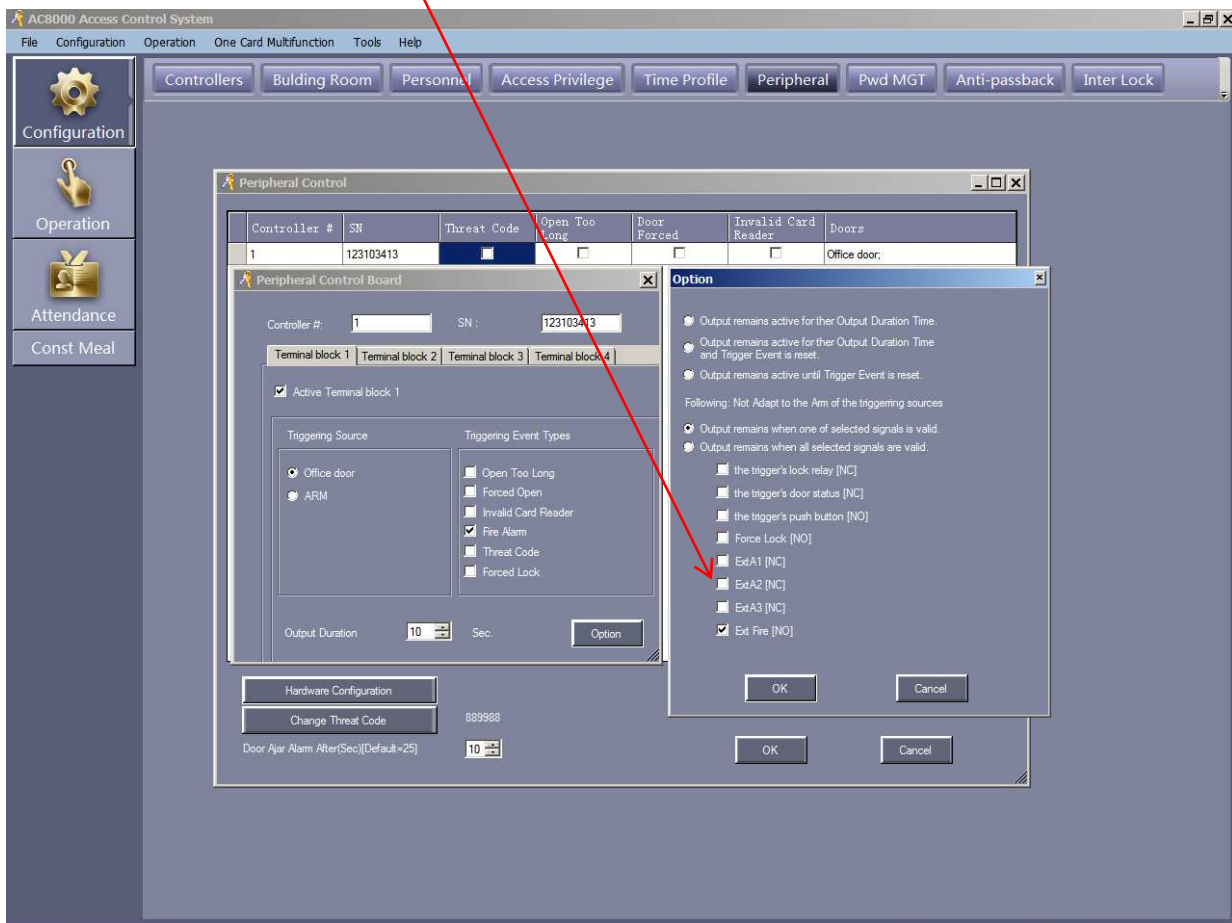 AC8000 Access Control System
File Configuration Operation One Card Multifunction Tools Help
Configuration
Operation
Attendance
Const Meal
Controllers Bulding Room Personnel Access Privilege Time Profile Peripheral Pwd MGT Anti-passback Inter Lock
Peripheral Control
Controller # SN Threat Code Open Too Long Door Forced Invalid Card Reader Doors
1 123103413 Office door;
Peripheral Control Board
Controller #: 1 SN : 123103413
Terminal block 1 Terminal block 2 Terminal block 3 Terminal block 4
Active Terminal block 1
Triggering Source
Office door
ARM
Triggering Event Types
Open Too Long
Forced Open
Invalid Card Reader
Fire Alarm
Threat Code
Forced Lock
Output Duration 10 Sec. Option
Option
Output remains active for ther Output Duration Time.
Output remains active for ther Output Duration Time
and Trigger Event is reset.
Output remains active until Trigger Event is reset.
Following: Not Adapt to the Arm of the triggerring sources
Output remains when one of selected signals is valid.
Output remains when all selected signals are valid.
the trigger's lock relay [NC]
the trigger's door status [NC]
the trigger's push button [NO]
Force Lock [NO]
ExtA1 [NC]
ExtA2 [NC]
ExtA3 [NC]
Ext Fire [NO]
OK Cancel
Hardware Configuration
Change Threat Code 889988
Door Ajar Alarm After(Sec)[Default=25] 10
OK Cancel